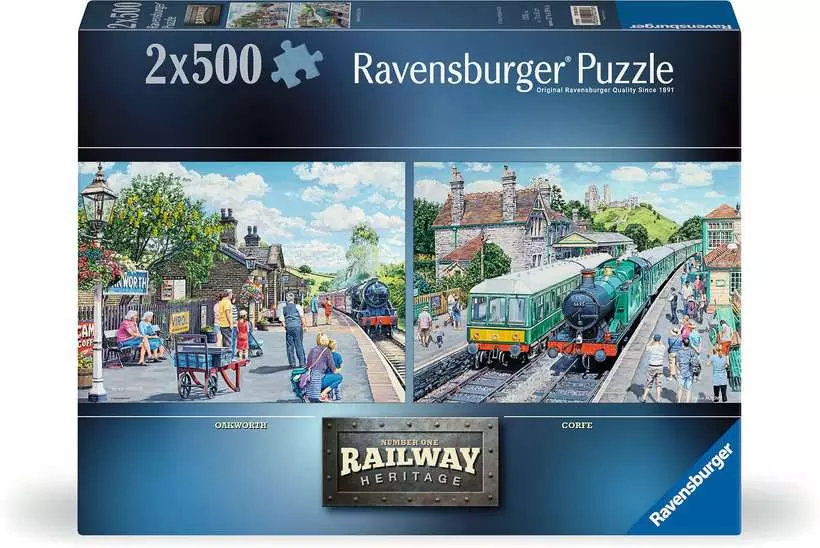 Ravensburger
2x500
Ravensburger® Puzzle
Original Ravensburger Quality Since 1891
OAKWORTH
CORFE
NUMBER ONE
RAILWAY
HERITAGE
Ravensburger